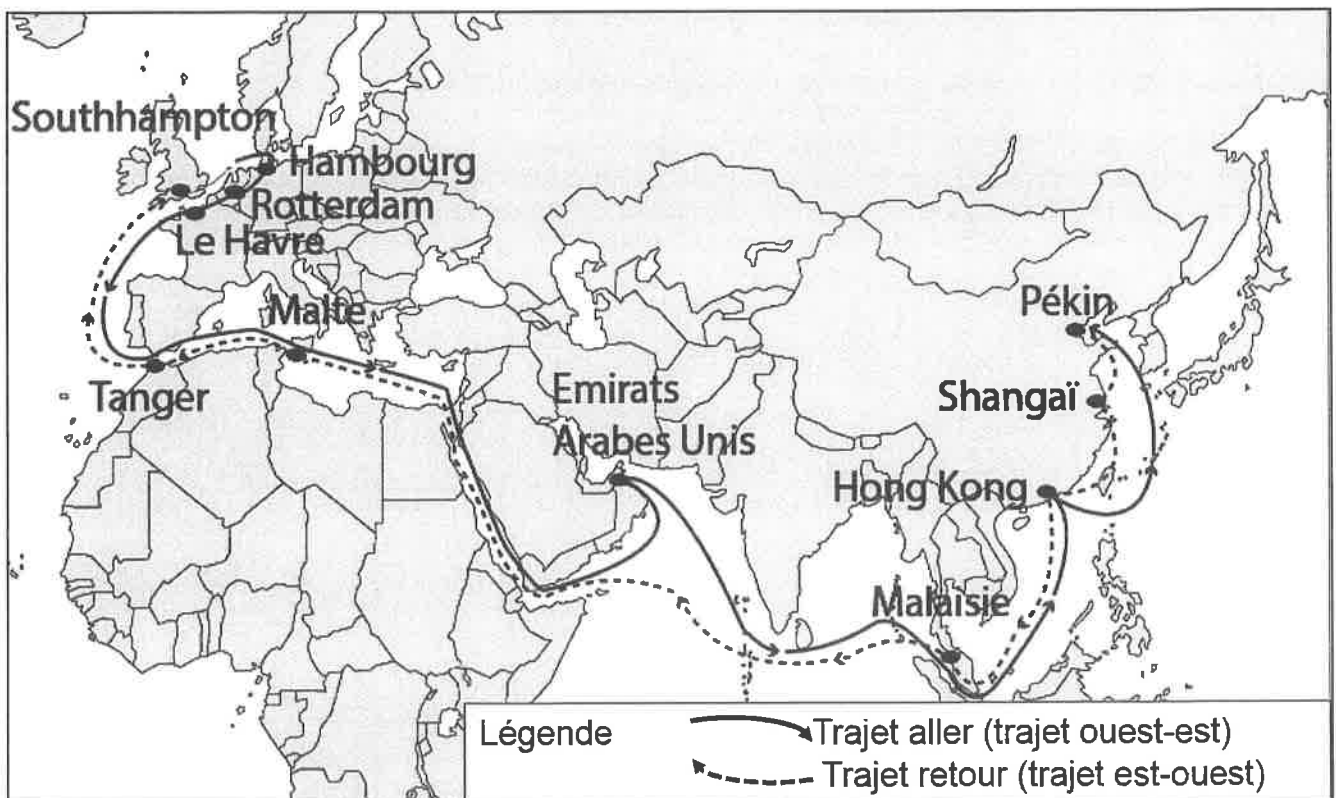 Southhampton
Hambourg
Rotterdam
Le Havre
Malte
Pékin
Emirats
Arabes Unis
Shangaï
Tanger
Hong Kong
Malaisie
Légende
Trajet aller (trajet ouest-est)
Trajet retour (trajet est-ouest)